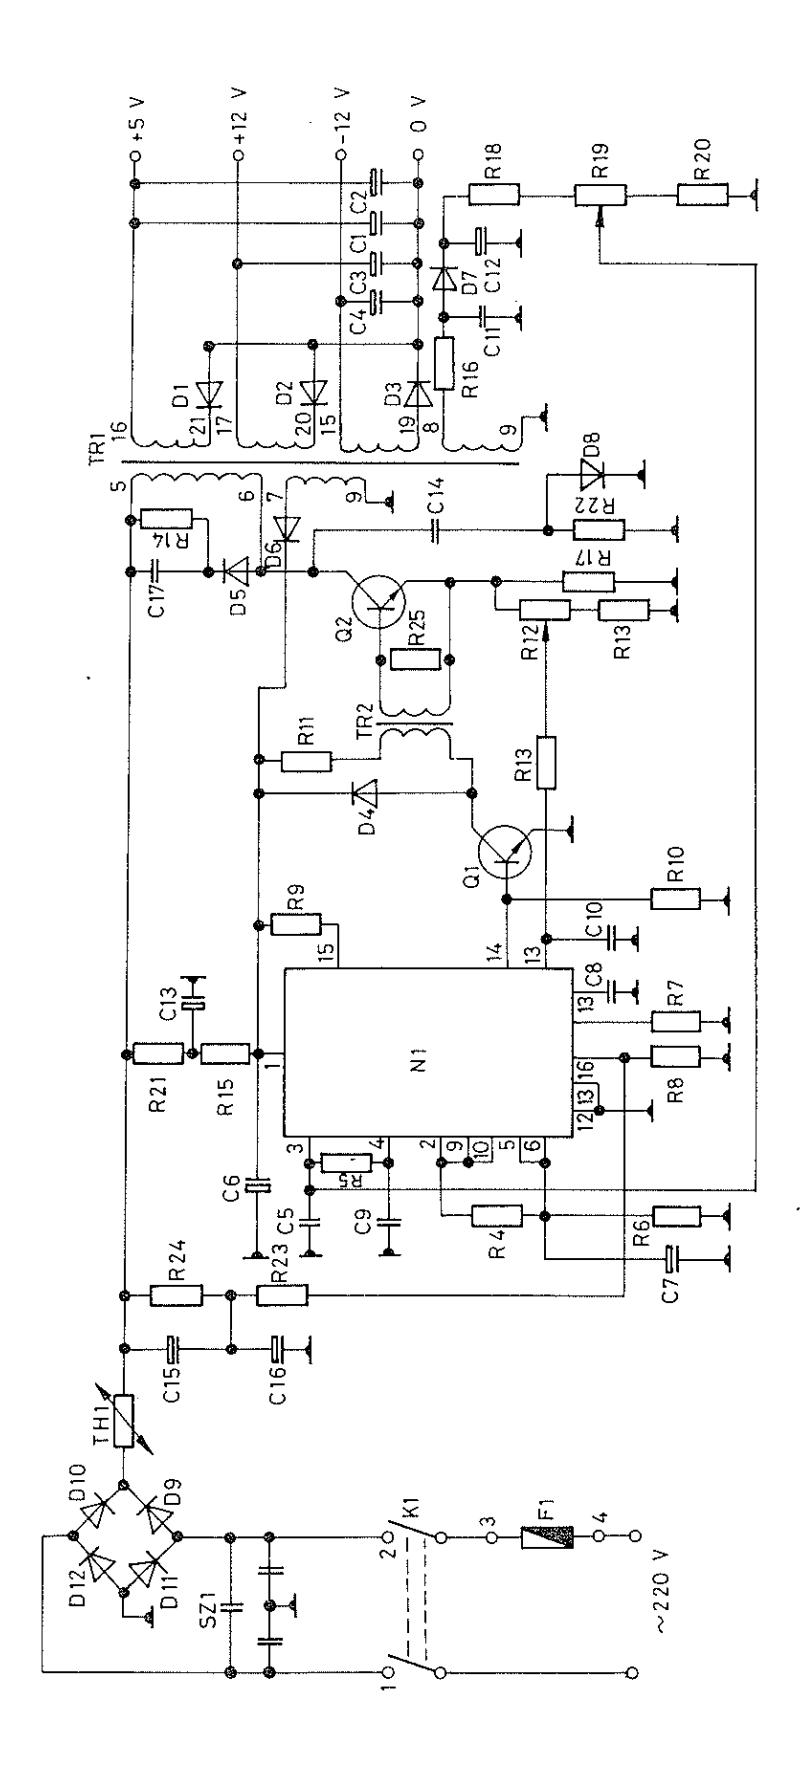 +5 V
+12 V
-12 V
0 V
TR1
16
21
17
20
15
19
8
9
5
6
7
9
D1
D2
D3
C4
C3
C1
C2
R16
C11
D7
C12
R18
R19
R20
R14
C17
D5
D6
C14
D8
R22
R17
Q2
R25
R12
R13
TR2
R11
D4
Q1
R13
R9
15
14
13
R10
C10
C8
13
R7
16
R8
13
12
N1
1
3
4
2
9
10
5
6
C13
R21
R15
C6
R5
C5
C9
R4
R6
C7
R24
R23
C15
C16
TH1
D10
D9
D12
D11
SZ1
K1
2
1
3
F1
4
~220 V